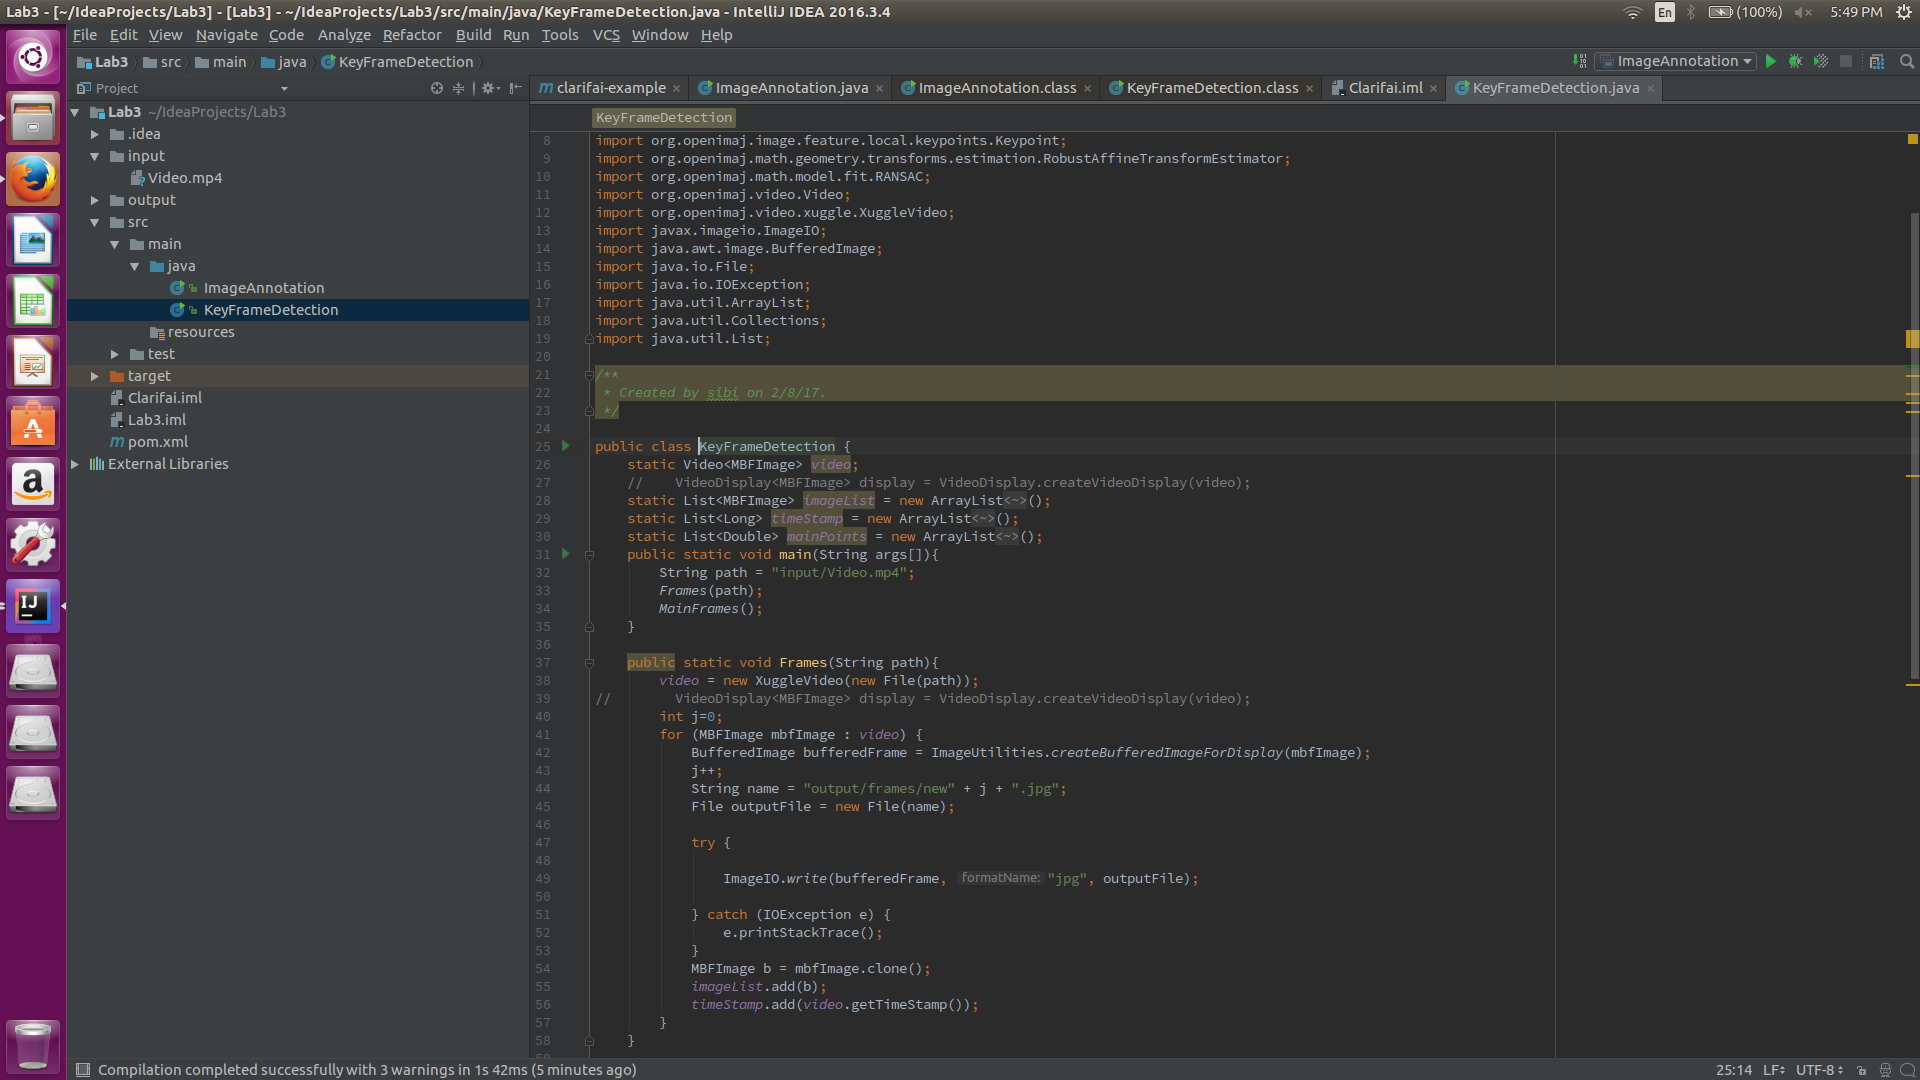 Lab3 - [~/IdeaProjects/Lab3] - [Lab3] - ~/IdeaProjects/Lab3/src/main/java/KeyFrameDetection.java - IntelliJ IDEA 2016.3.4
En (100%) 5:49 PM
File Edit View Navigate Code Analyze Refactor Build Run Tools VCS Window Help
Lab3 src main java KeyFrameDetection
ImageAnnotation
Project
clarifai-example ImageAnnotation.java ImageAnnotation.class KeyFrameDetection.class Clarifai.iml KeyFrameDetection.java
Lab3 ~/IdeaProjects/Lab3
.idea
input
Video.mp4
output
src
main
java
ImageAnnotation
KeyFrameDetection
resources
test
target
Clarifai.iml
Lab3.iml
pom.xml
External Libraries
KeyFrameDetection
8 import org.openimaj.image.feature.local.keypoints.Keypoint;
9 import org.openimaj.math.geometry.transforms.estimation.RobustAffineTransformEstimator;
10 import org.openimaj.math.model.fit.RANSAC;
11 import org.openimaj.video.Video;
12 import org.openimaj.video.xuggle.XuggleVideo;
13 import javax.imageio.ImageIO;
14 import java.awt.image.BufferedImage;
15 import java.io.File;
16 import java.io.IOException;
17 import java.util.ArrayList;
18 import java.util.Collections;
19 import java.util.List;
20
21 /**
22 * Created by sibi on 2/8/17.
23 */
24
25 public class KeyFrameDetection {
26 static Video<MBFImage> video;
27 // VideoDisplay<MBFImage> display = VideoDisplay.createVideoDisplay(video);
28 static List<MBFImage> imageList = new ArrayList<~>();
29 static List<Long> timeStamp = new ArrayList<~>();
30 static List<Double> mainPoints = new ArrayList<~>();
31 public static void main(String args[]){
32 String path = "input/Video.mp4";
33 Frames(path);
34 MainFrames();
35 }
36
37 public static void Frames(String path){
38 video = new XuggleVideo(new File(path));
39 // VideoDisplay<MBFImage> display = VideoDisplay.createVideoDisplay(video);
40 int j=0;
41 for (MBFImage mbfImage : video) {
42 BufferedImage bufferedFrame = ImageUtilities.createBufferedImageForDisplay(mbfImage);
43 j++;
44 String name = "output/frames/new" + j + ".jpg";
45 File outputFile = new File(name);
46
47 try {
48
49 ImageIO.write(bufferedFrame, formatName: "jpg", outputFile);
50
51 } catch (IOException e) {
52 e.printStackTrace();
53 }
54 MBFImage b = mbfImage.clone();
55 imageList.add(b);
56 timeStamp.add(video.getTimeStamp());
57 }
58 }
Compilation completed successfully with 3 warnings in 1s 42ms (5 minutes ago)
25:14 LF UTF-8